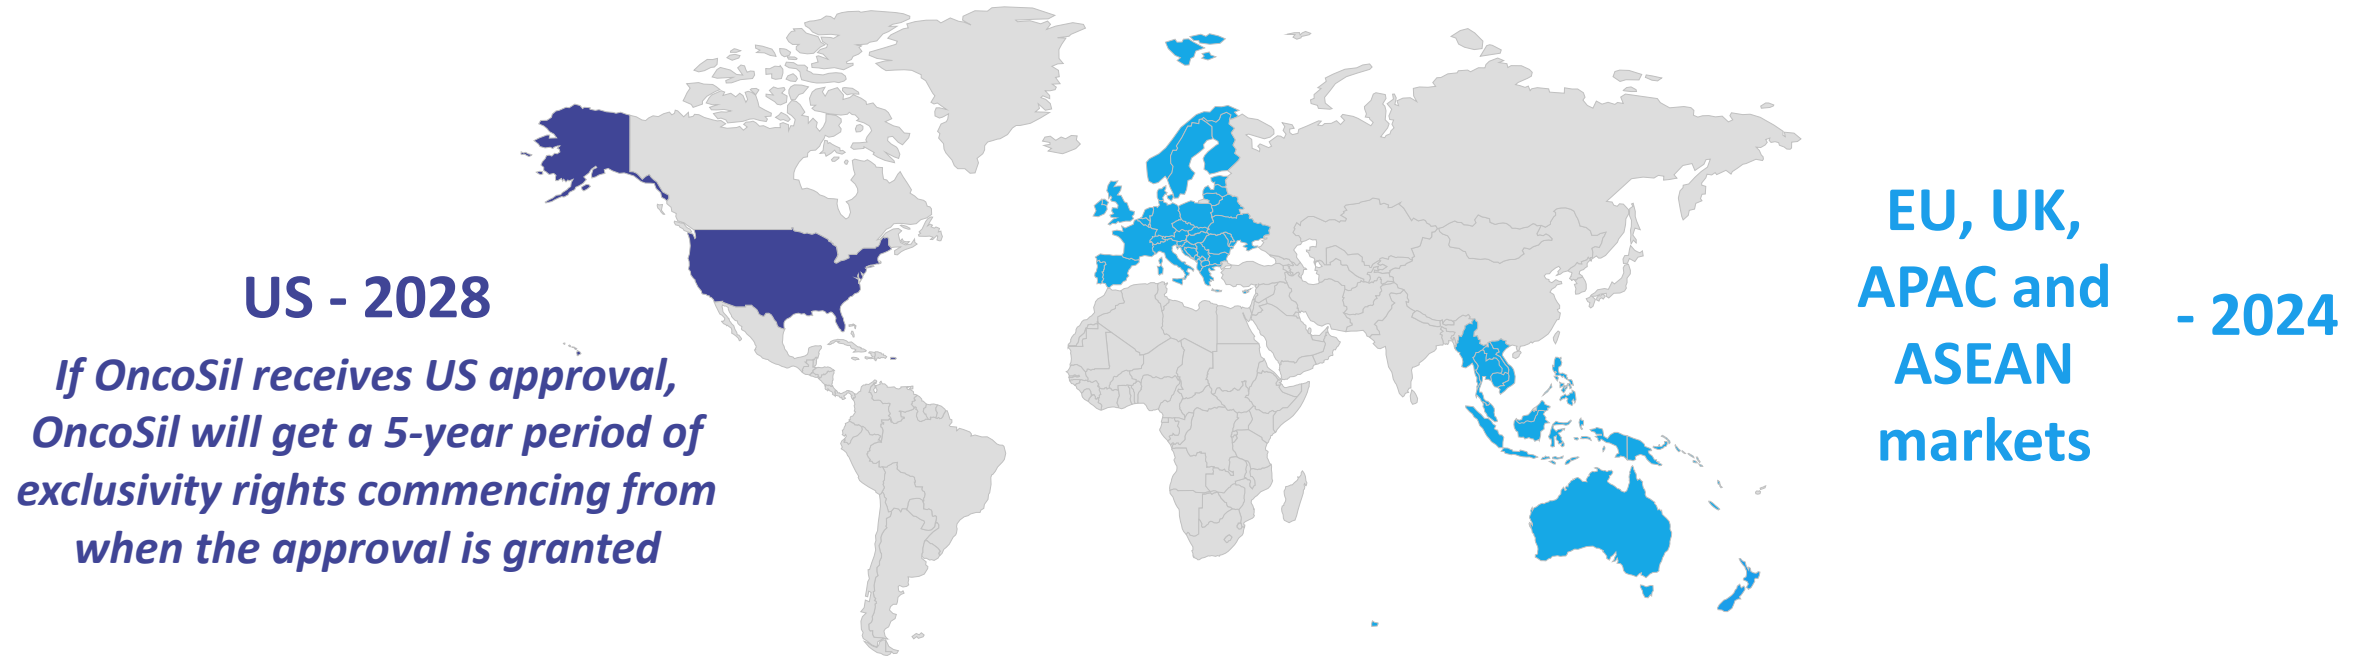 US - 2028
If OncoSil receives US approval,
OncoSil will get a 5-year period of
exclusivity rights commencing from
when the approval is granted
EU, UK,
APAC and
ASEAN
markets
- 2024